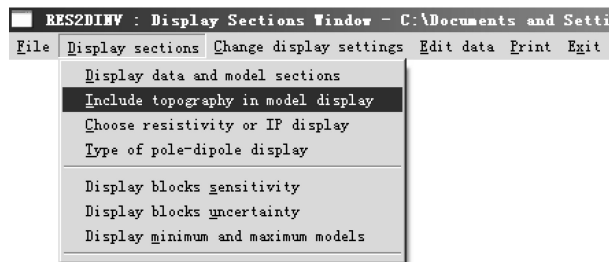 RES2DINV : Display Sections Window - C:\Documents and Setti
File Display sections Change display settings Edit data Print Exit
Display data and model sections
Include topography in model display
Choose resistivity or IP display
Type of pole-dipole display
Display blocks sensitivity
Display blocks uncertainty
Display minimum and maximum models